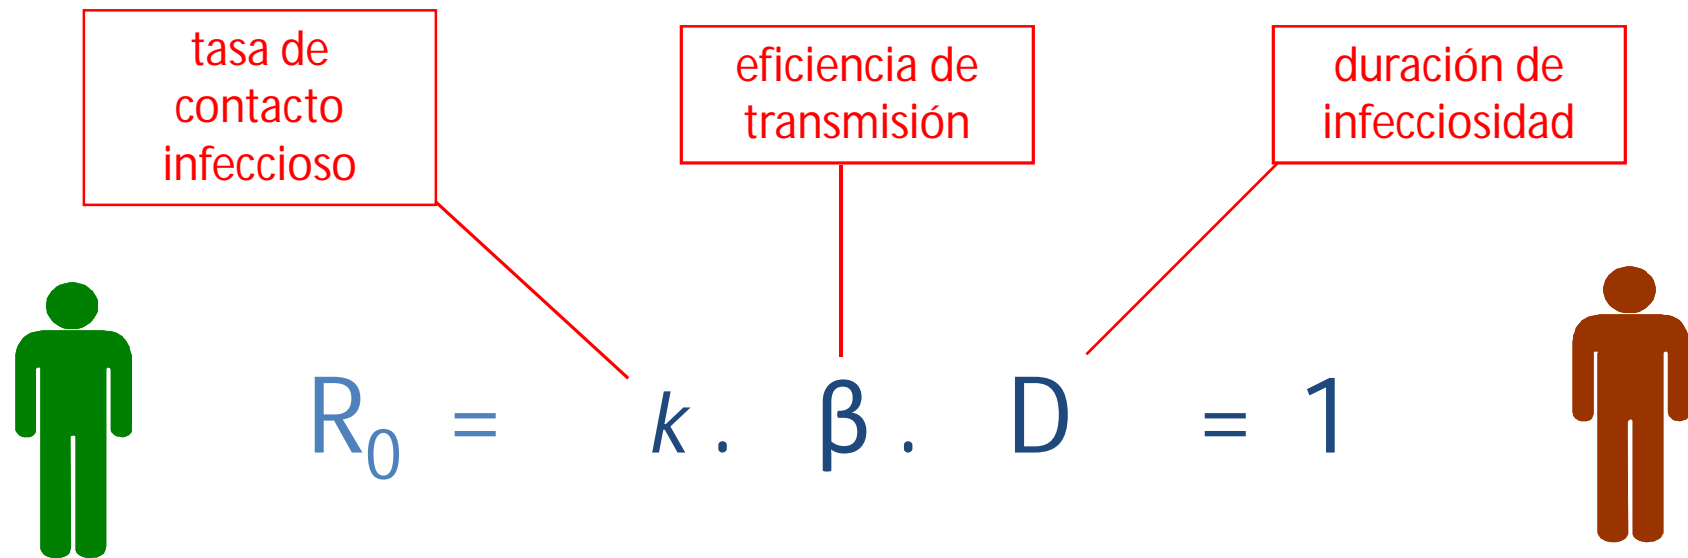 tasa de
contacto
infeccioso
eficiencia de
transmisión
duración de
infecciosidad
R₀ = k . β . D = 1